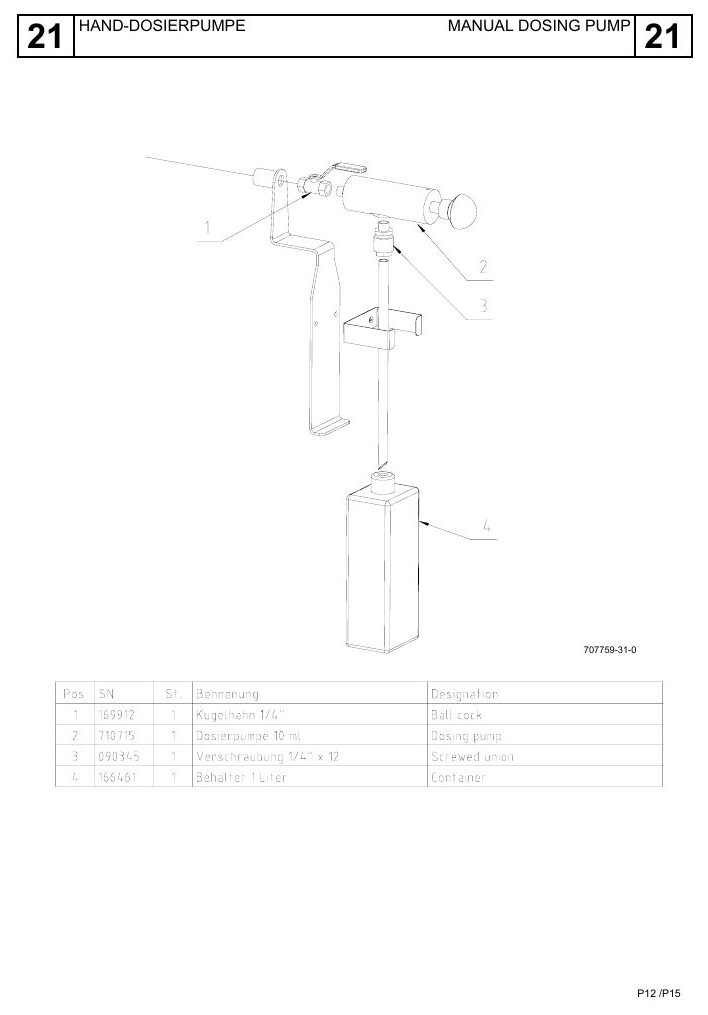 21 HAND-DOSIERPUMPE MANUAL DOSING PUMP 21
1
2
3
4
707759-31-0
Pos SN St. Bennenung Designation
1 169912 1 Kugelhahn 1/4" Ball cock
2 710715 1 Dosierpumpe 10 ml Dosing pump
3 090345 1 Verschraubung 1/4" x 12 Screwed union
4 166461 1 Behalter 1 Liter Container
P12 /P15